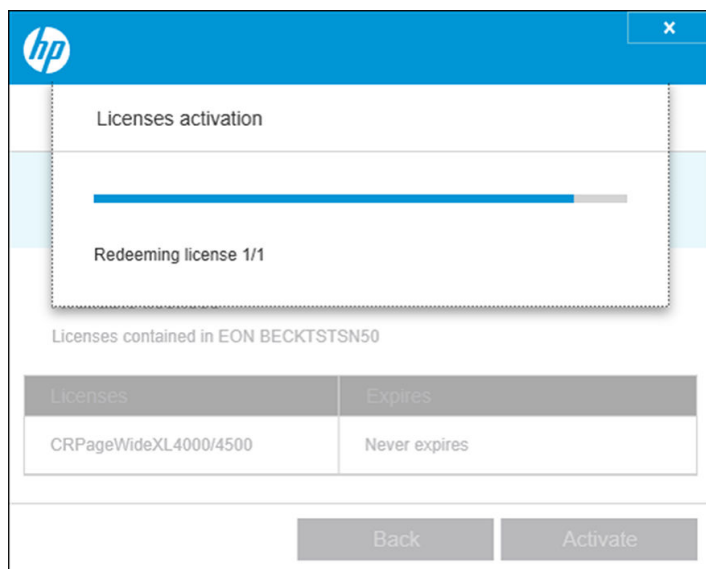 hp
x
Licenses activation
Redeeming license 1/1
Licenses contained in EON BECKTSTSN50
Licenses Expires
CRPageWideXL4000/4500 Never expires
Back Activate